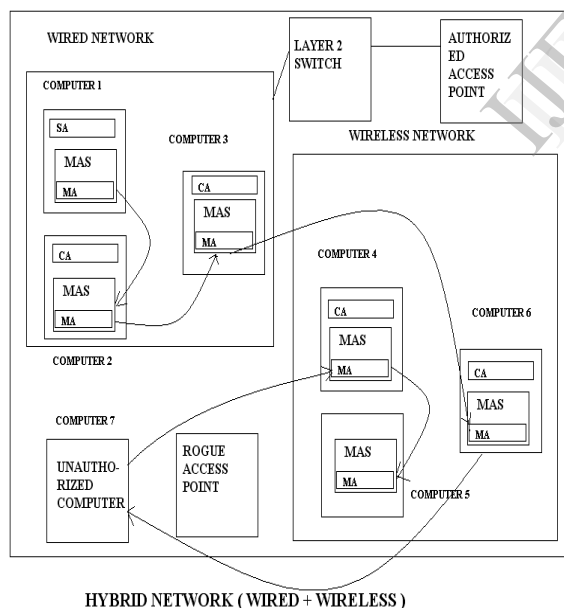 WIRED NETWORK
LAYER 2
SWITCH
AUTHORIZ
ED
ACCESS
POINT
COMPUTER 1
SA
MAS
MA
COMPUTER 3
CA
MAS
MA
CA
MAS
MA
COMPUTER 2
WIRELESS NETWORK
COMPUTER 4
CA
MAS
MA
COMPUTER 6
CA
MAS
MA
MAS
MA
COMPUTER 5
COMPUTER 7
UNAUTHO-
RIZED
COMPUTER
ROGUE
ACCESS
POINT
HYBRID NETWORK ( WIRED + WIRELESS )